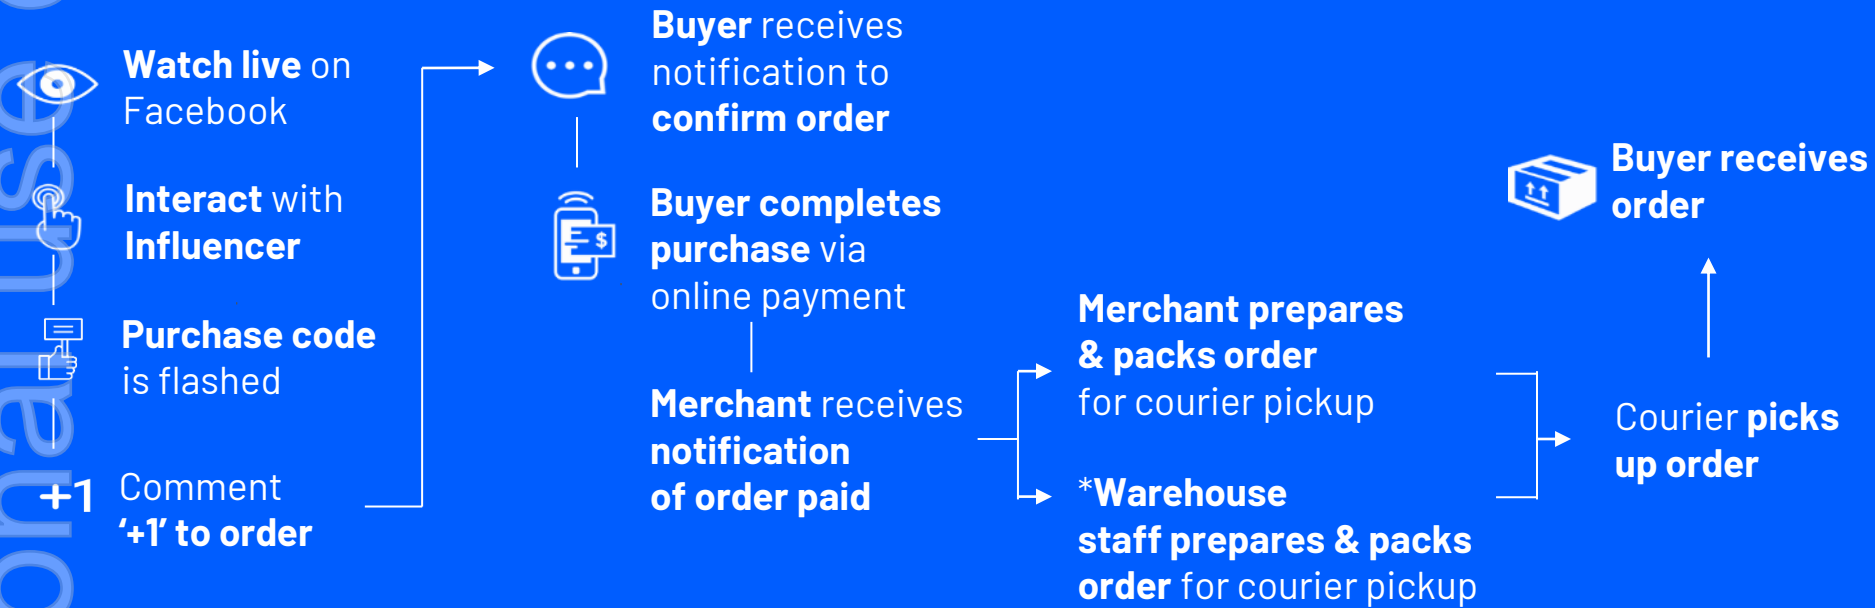 Watch live on
Facebook
Interact with
Influencer
Purchase code
is flashed
+1
Comment
‘+1’ to order
Buyer receives
notification to
confirm order
$
Buyer completes
purchase via
online payment
Merchant receives
notification
of order paid
Merchant prepares
& packs order
for courier pickup
*Warehouse
staff prepares & packs
order for courier pickup
Courier picks
up order
Buyer receives
order
onal use